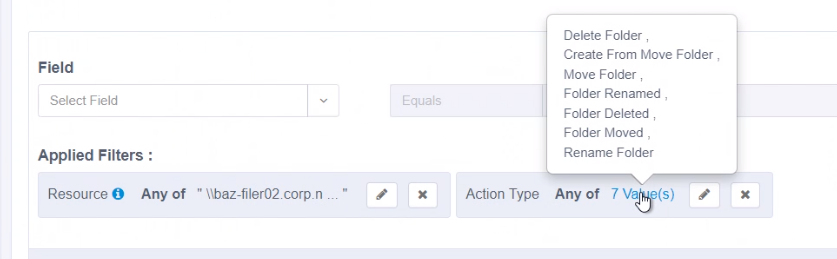 Delete Folder ,
Create From Move Folder ,
Move Folder ,
Folder Renamed ,
Folder Deleted ,
Folder Moved ,
Rename Folder
Field
Select Field
Equals
Applied Filters :
Resource Any of " \\baz-filer02.corp.n ... "
Action Type Any of 7 Value(s)